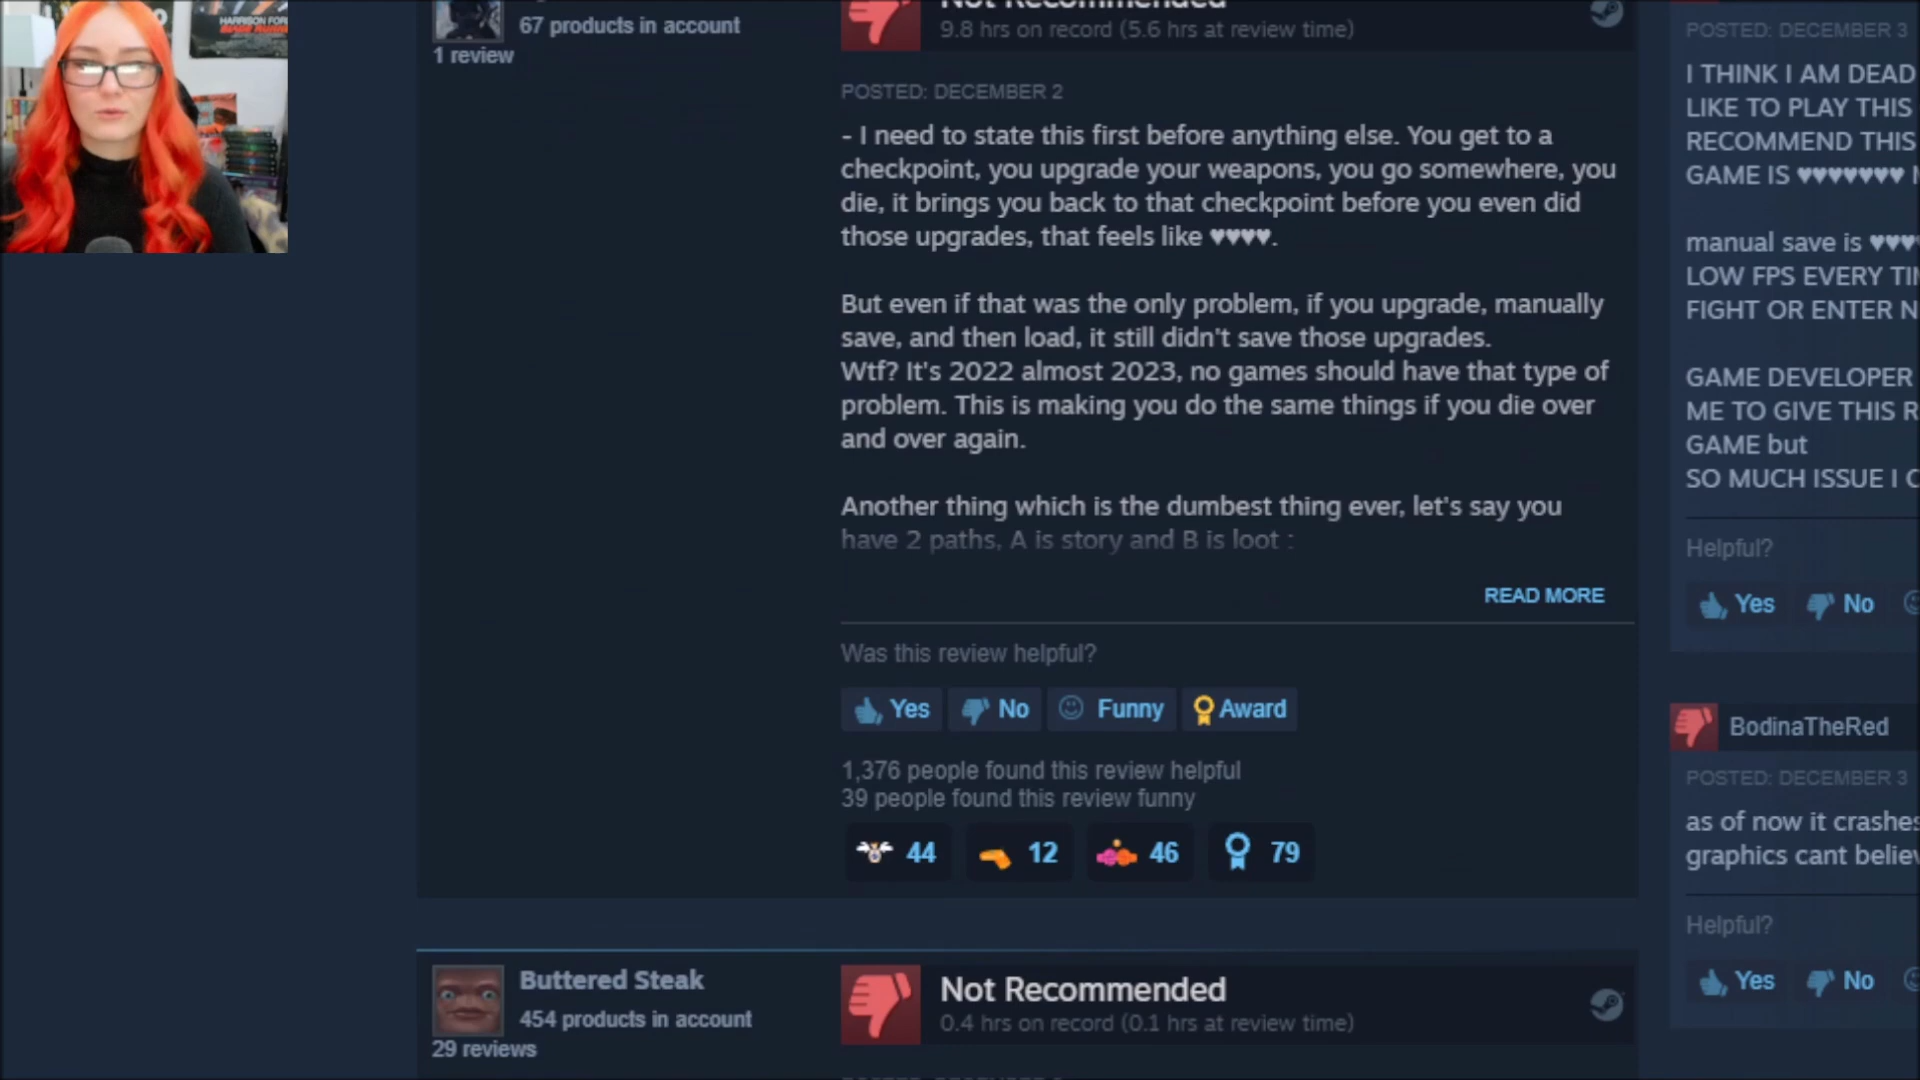 HARRISON FORD
BLADE RUNNER
67 products in account
1 review
Not Recommended
9.8 hrs on record (5.6 hrs at review time)
POSTED: DECEMBER 2
- I need to state this first before anything else. You get to a
checkpoint, you upgrade your weapons, you go somewhere, you
die, it brings you back to that checkpoint before you even did
those upgrades, that feels like ♥♥♥♥.
But even if that was the only problem, if you upgrade, manually
save, and then load, it still didn't save those upgrades.
Wtf? It's 2022 almost 2023, no games should have that type of
problem. This is making you do the same things if you die over
and over again.
Another thing which is the dumbest thing ever, let's say you
have 2 paths, A is story and B is loot :
READ MORE
Was this review helpful?
Yes
No
Funny
Award
1,376 people found this review helpful
39 people found this review funny
44
12
46
79
Buttered Steak
454 products in account
29 reviews
Not Recommended
0.4 hrs on record (0.1 hrs at review time)
POSTED: DECEMBER 3
I THINK I AM DEAD
LIKE TO PLAY THIS
RECOMMEND THIS
GAME IS ♥♥♥♥♥♥♥
manual save is ♥♥♥
LOW FPS EVERY
FIGHT OR ENTER
GAME DEVELOPER
ME TO GIVE THIS
GAME but
SO MUCH ISSUE I
Helpful?
Yes
No
BodinaTheRed
POSTED: DECEMBER 3
as of now it crashes
graphics cant
Helpful?
Yes
No